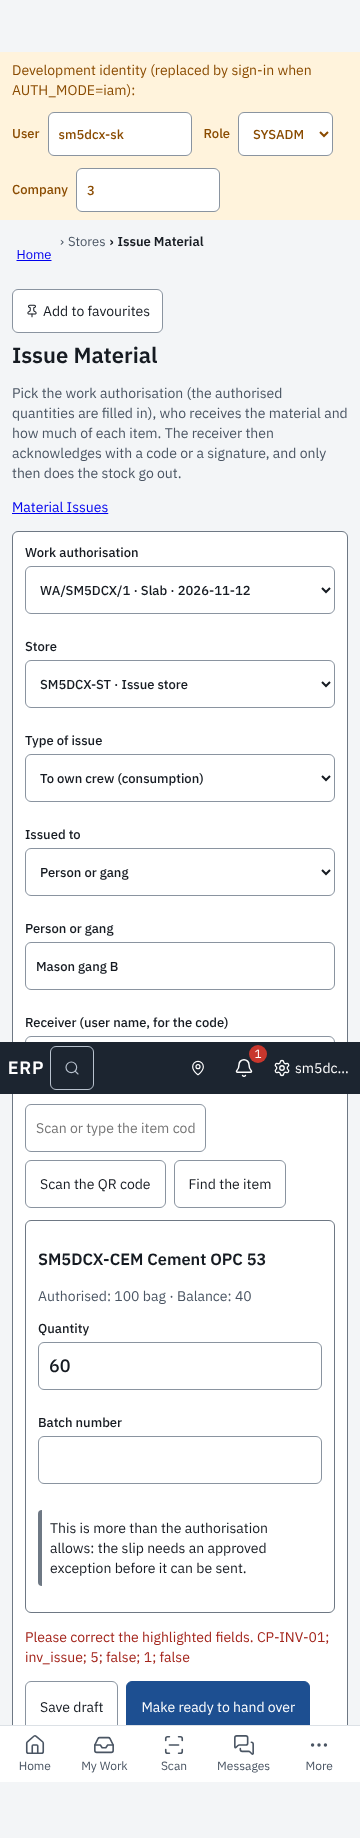 Development identity (replaced by sign-in when
AUTH_MODE=iam):
User sm5dcx-sk Role SYSADM
Company 3
Home › Stores › Issue Material
Add to favourites
Issue Material
Pick the work authorisation (the authorised
quantities are filled in), who receives the material and
how much of each item. The receiver then
acknowledges with a code or a signature, and only
then does the stock go out.
Material Issues
Work authorisation
WA/SM5DCX/1 · Slab · 2026-11-12
Store
SM5DCX-ST · Issue store
Type of issue
To own crew (consumption)
Issued to
Person or gang
Person or gang
Mason gang B
Receiver (user name, for the code)
ERP 1 sm5dc...
Scan or type the item cod
Scan the QR code Find the item
SM5DCX-CEM Cement OPC 53
Authorised: 100 bag · Balance: 40
Quantity
60
Batch number
This is more than the authorisation
allows: the slip needs an approved
exception before it can be sent.
Please correct the highlighted fields. CP-INV-01;
inv_issue; 5; false; 1; false
Save draft Make ready to hand over
Home My Work Scan Messages More